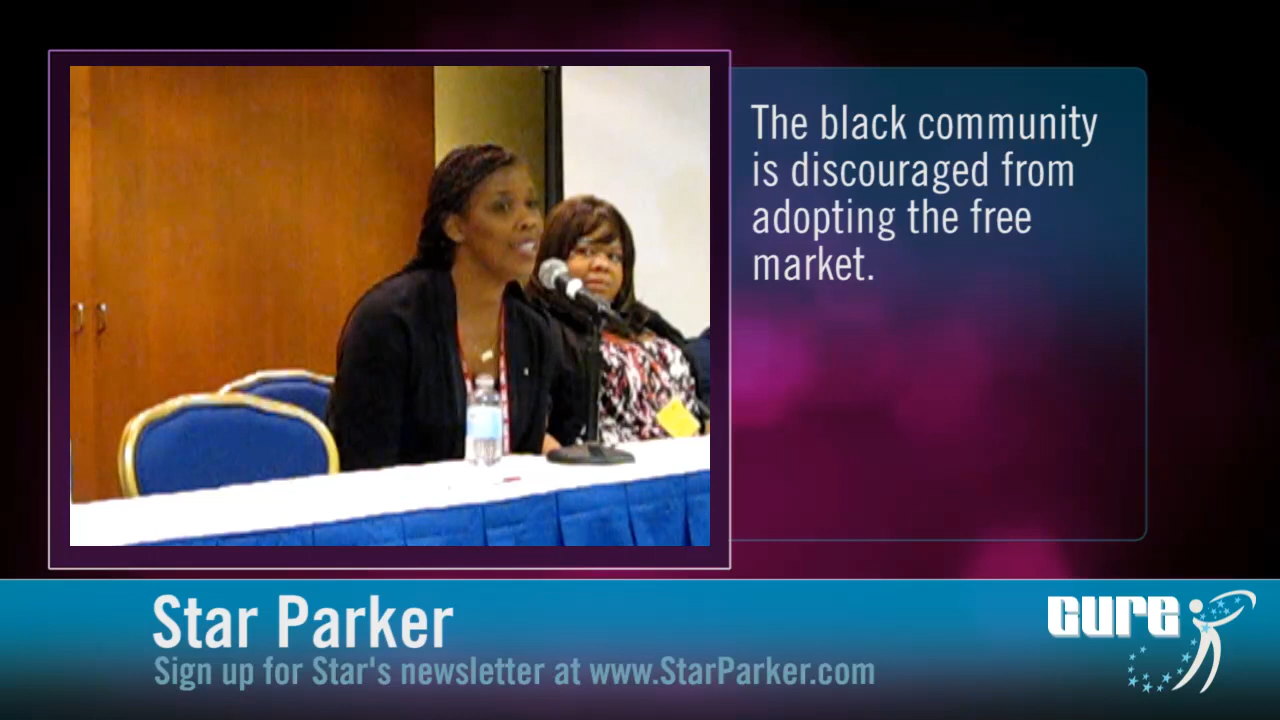 The black community
is discouraged from
adopting the free
market.
Star Parker
Sign up for Star's newsletter at www.StarParker.com
cure